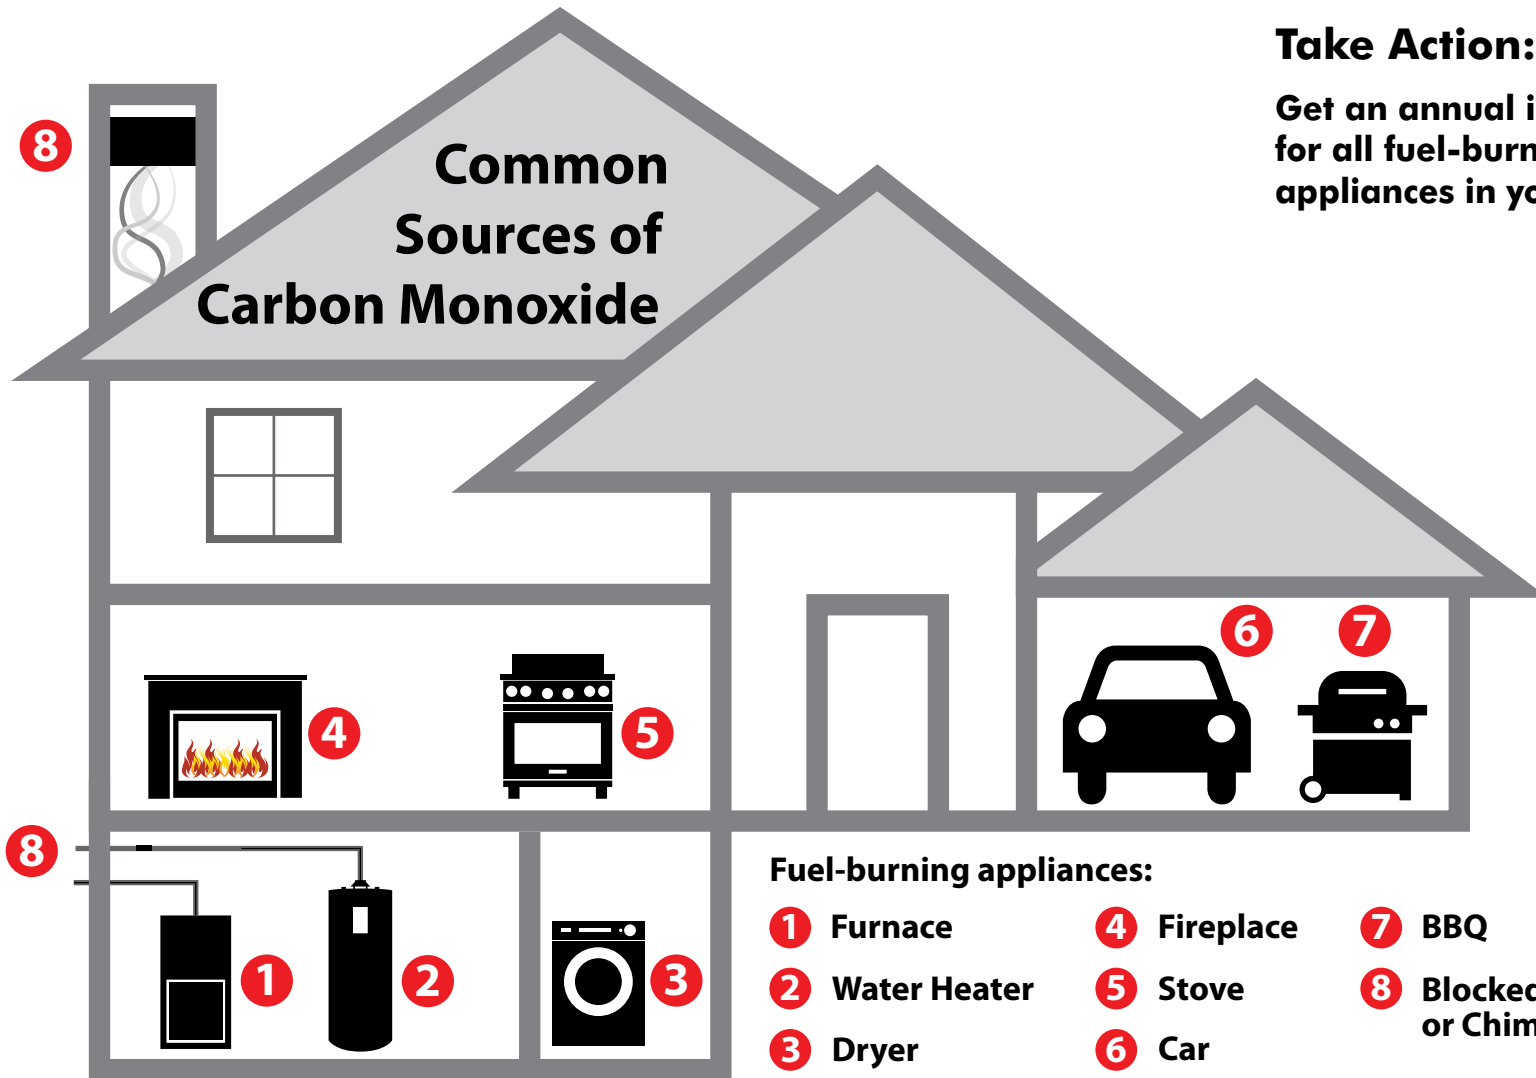 Take Action:
Get an annual
for all
appliances in
Common
Sources of
Carbon Monoxide
8
6
7
4
5
8
1
2
3
Fuel-burning appliances:
1 Furnace
2 Water Heater
3 Dryer
4 Fireplace
5 Stove
6 Car
7 BBQ
8 Blocked
or